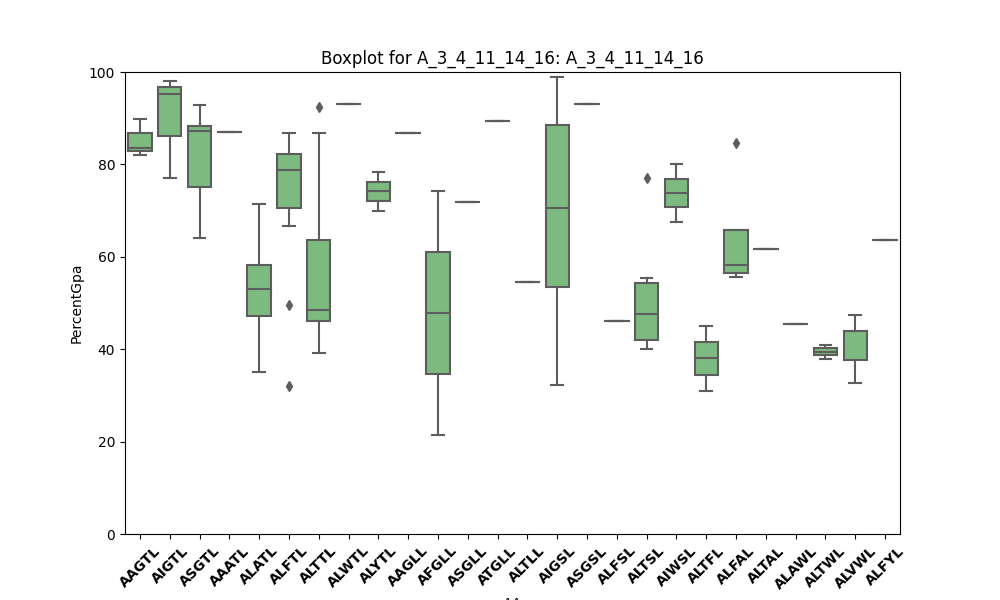 Boxplot for A_3_4_11_14_16: A_3_4_11_14_16
100
80
60
40
20
0
PercentGpa
AAGTL AIGTL ASGTL AAATL ALATL ALFTL ALTTL ALWTL ALYTL AAGLL AFGLL ASGLL ATGLL ALTLL AIGSL ASGSL ALFSL ALTSL AIWSL ALTFL ALFAL ALTAL ALAWL ALTWL ALVWL ALFYL